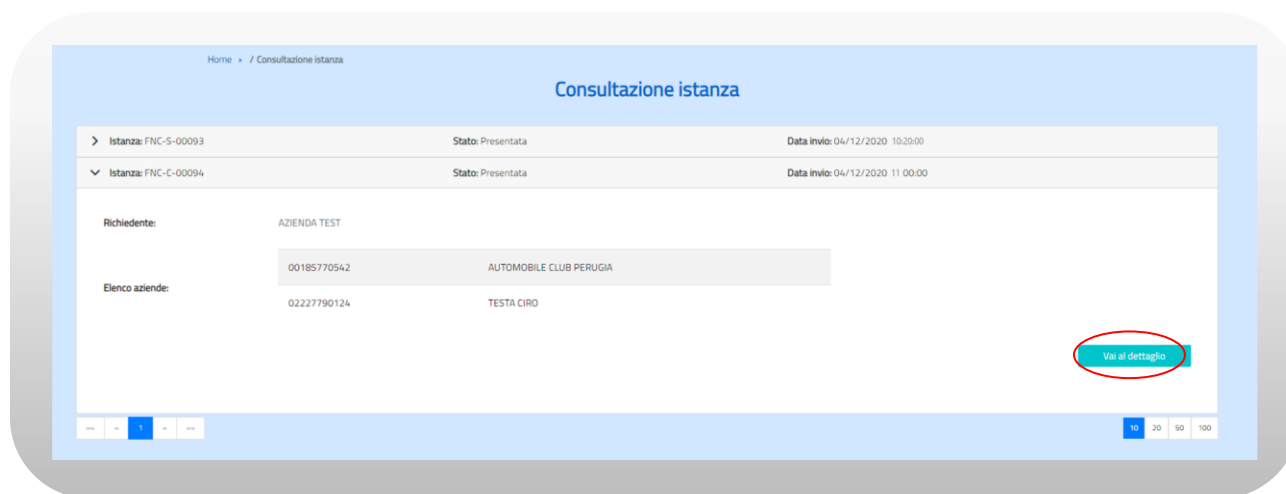 Home › / Consultazione istanza
Consultazione istanza
Istanza: FNC-S-00093 Stato: Presentata Data invio: 04/12/2020 10:20:00
Istanza: FNC-C-00094 Stato: Presentata Data invio: 04/12/2020 11 00:00
Richiedente: AZIENDA TEST
00185770542 AUTOMOBILE CLUB PERUGIA
Elenco aziende:
02227790124 TESTA CIRO
Vai al dettaglio
«« « 1 » »» 10 20 50 100